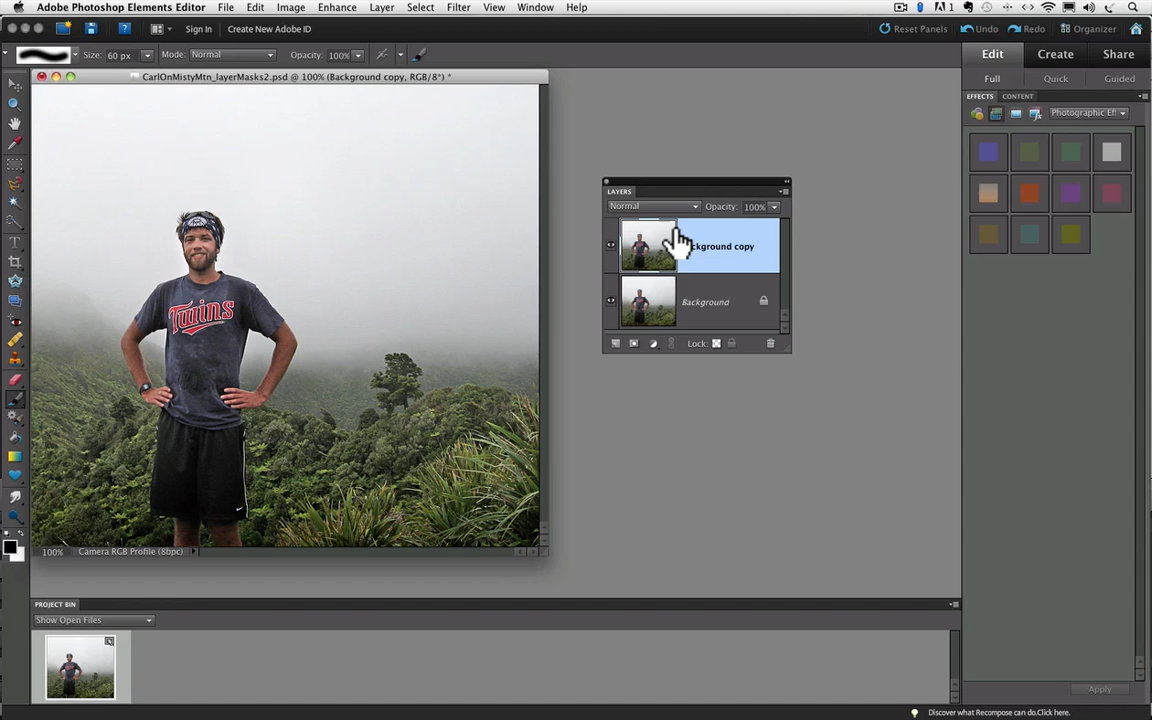 Adobe Photoshop Elements Editor File Edit Image Enhance Layer Select Filter View Window Help 1
Sign In Create New Adobe ID Reset Panels Undo Redo Organizer
Size: 60 px Mode: Normal Opacity: 100% Edit Create Share
CarlOnMistyMtn_layerMasks2.psd @ 100% (Background copy, RGB/8*) * Full Quick Guided
EFFECTS CONTENT
Photographic Eff
LAYERS
Normal Opacity: 100%
ckground copy
Background
Twins
Lock:
100% Camera RGB Profile (8bpc)
PROJECT BIN
Show Open Files
Apply
Discover what Recompose can do.Click here.